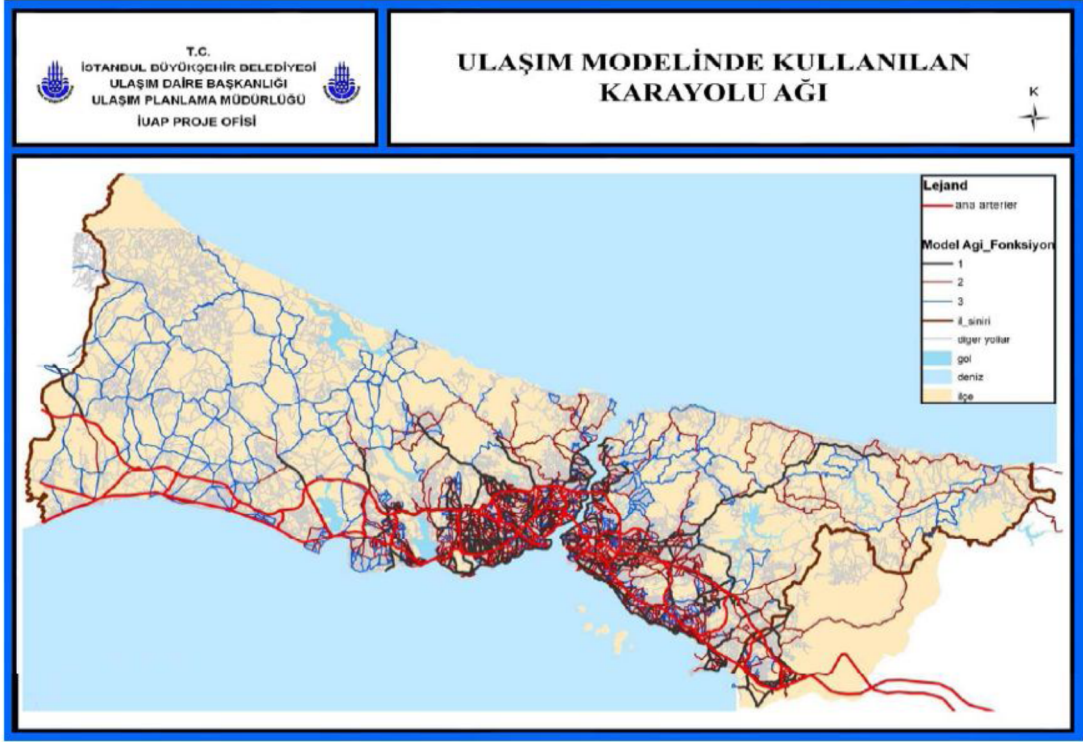 T.C.
İSTANBUL BÜYÜKŞEHİR BELEDİYESİ
ULAŞIM DAİRE BAŞKANLIĞI
ULAŞIM PLANLAMA MÜDÜRLÜĞÜ
İUAP PROJE OFİSİ
ULAŞIM MODELİNDE KULLANILAN
KARAYOLU AĞI
K
Lejand
ana arterler
Model Agi_Fonksiyon
1
2
3
il_siniri
diger yollar
gol
deniz
ilçe